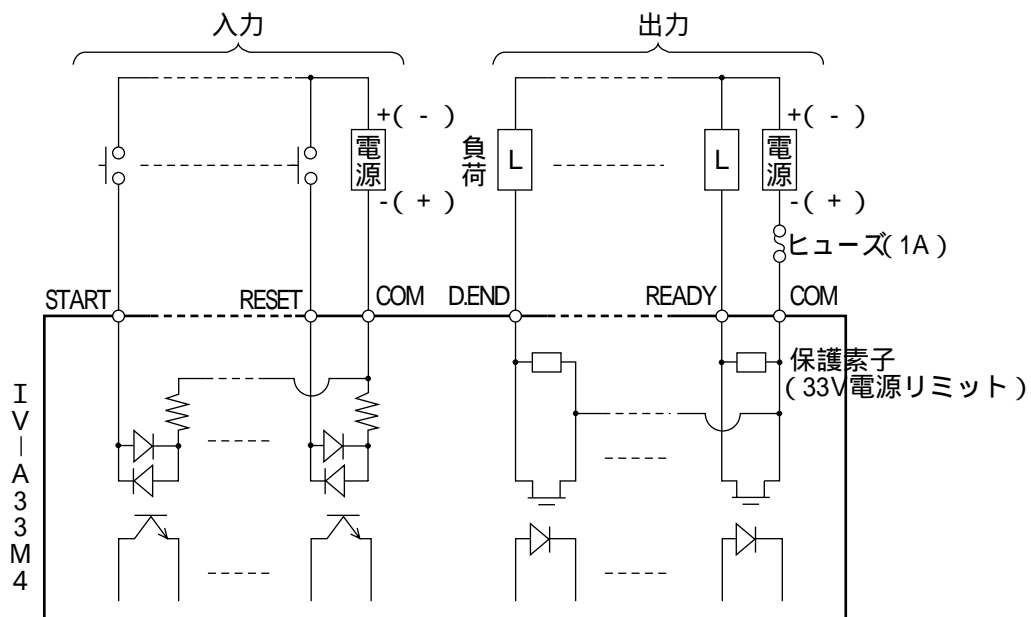 入力
出力
+( - )
+( - )
電源
負荷
L
L
電源
-( + )
-( + )
ヒューズ( 1A )
START
RESET
COM
D.END
READY
COM
保護素子
( 33V電源リミット )
IV-A33M4